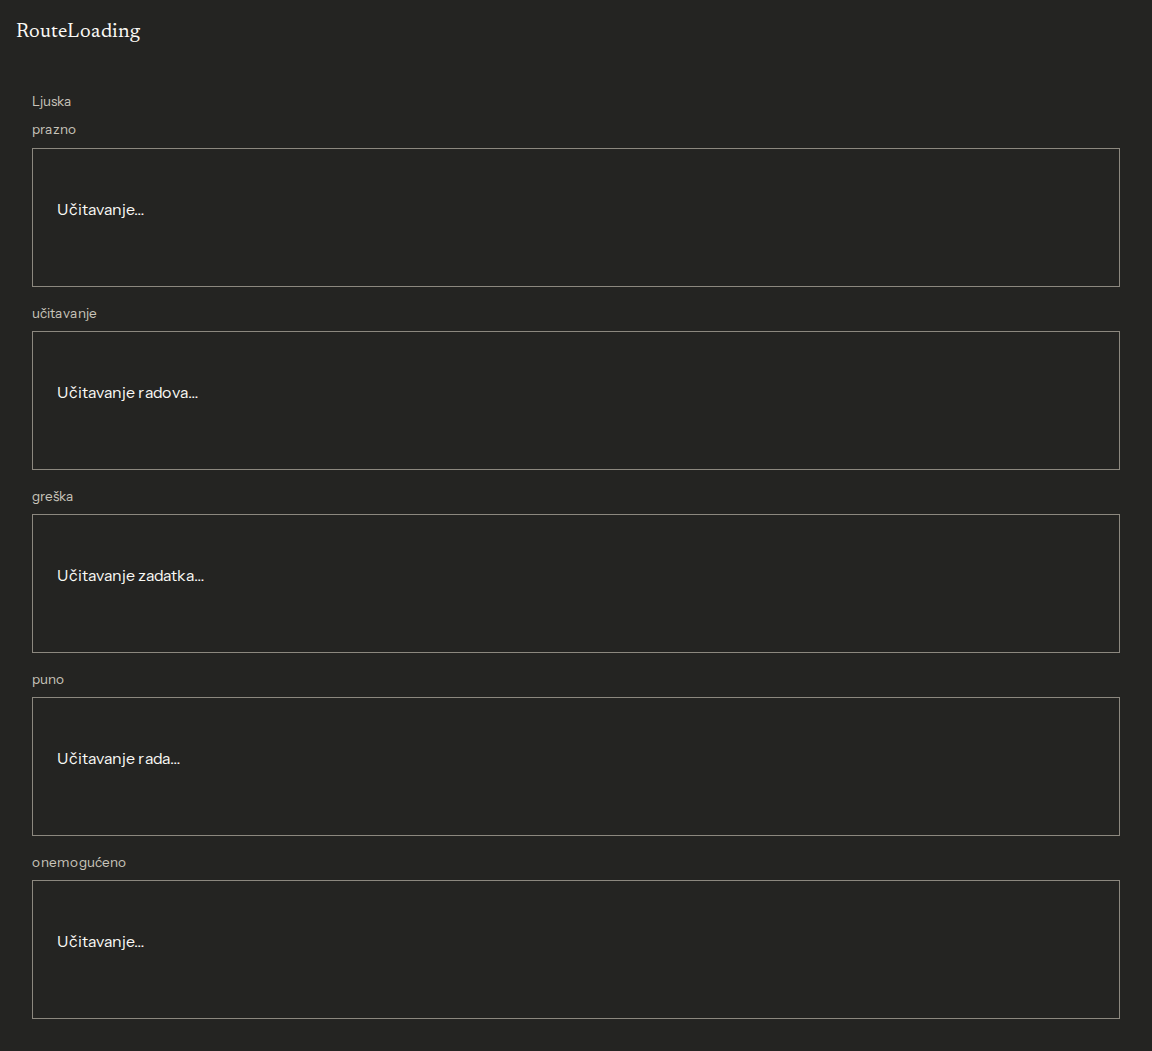 RouteLoading
Ljuska
prazno
Učitavanje…
učitavanje
Učitavanje radova…
greška
Učitavanje zadatka…
puno
Učitavanje rada…
onemogućeno
Učitavanje…